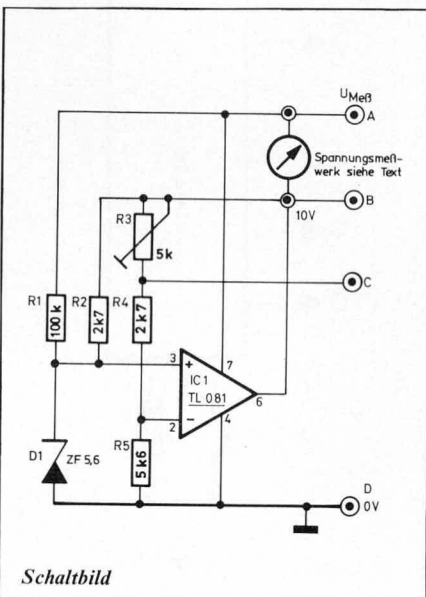 U Meß
A
Spannungsmeß-
werk siehe Text
R3
5k
10V
B
C
R1
100k
R2
2k7
R4
2k7
3
+
7
IC1
TL 081
6
4
2
−
D1
ZF 5,6
R5
5k6
D
0V
Schaltbild